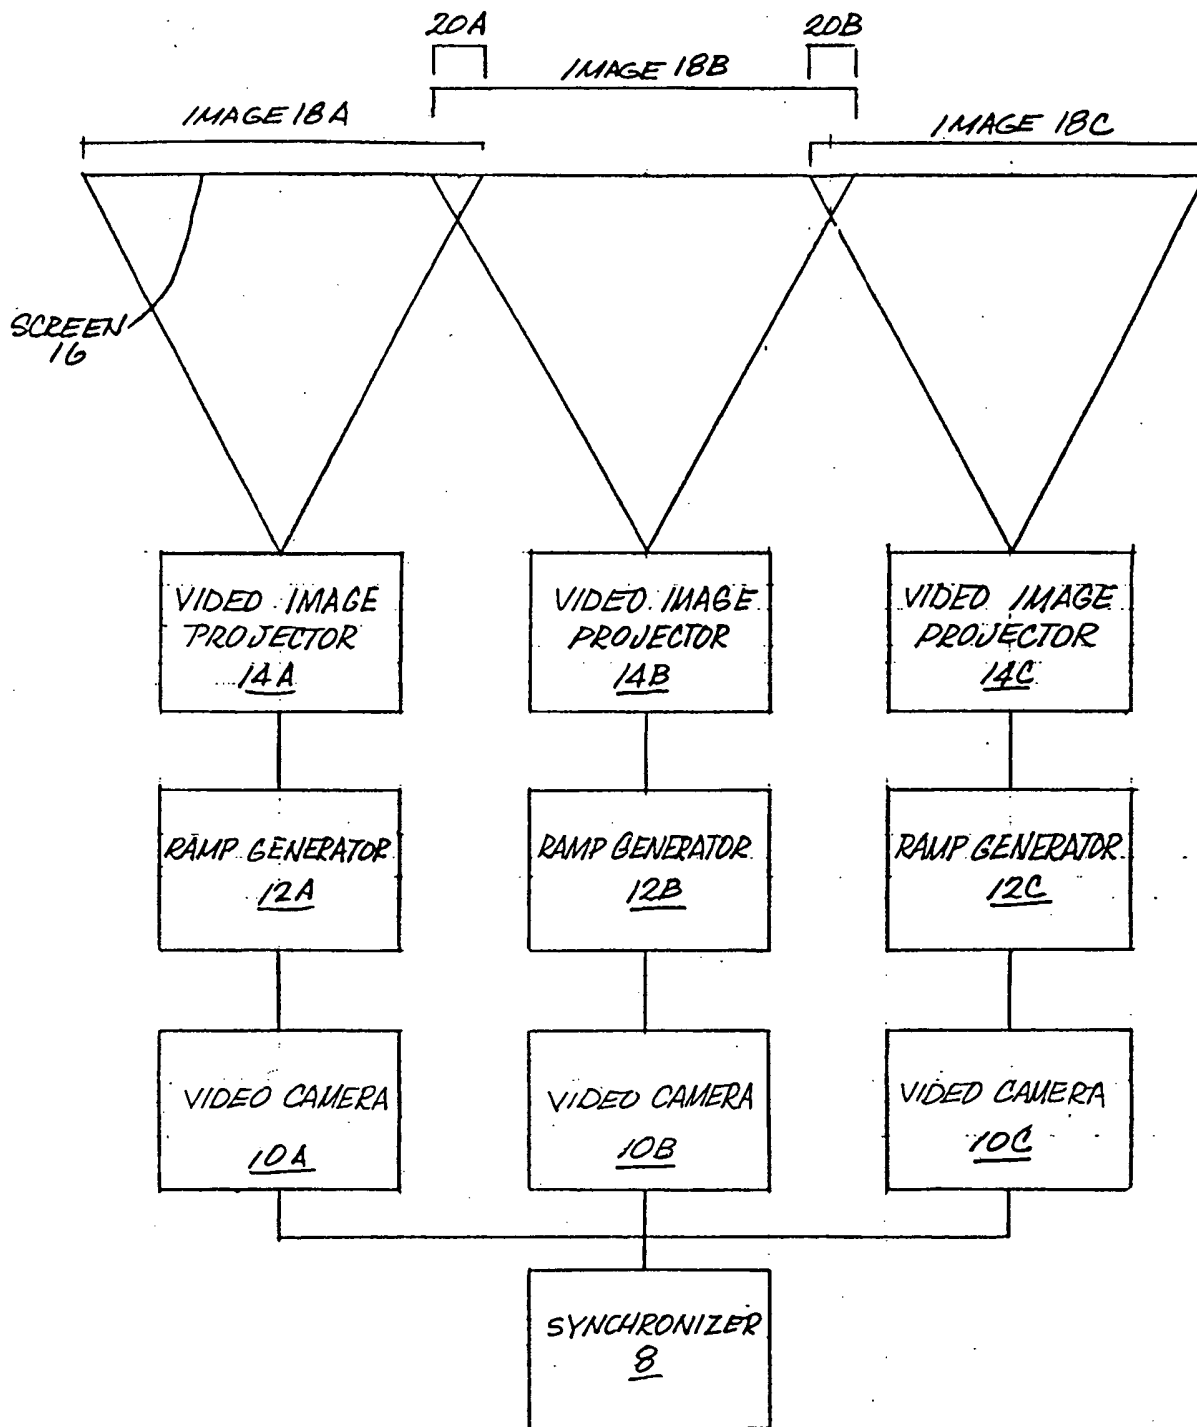 20A
20B
IMAGE 18B
IMAGE 18A
IMAGE 18C
SCREEN
16
VIDEO IMAGE
PROJECTOR
14A
VIDEO IMAGE
PROJECTOR
14B
VIDEO IMAGE
PROJECTOR
14C
RAMP GENERATOR
12A
RAMP GENERATOR
12B
RAMP GENERATOR
12C
VIDEO CAMERA
10A
VIDEO CAMERA
10B
VIDEO CAMERA
10C
SYNCHRONIZER
8